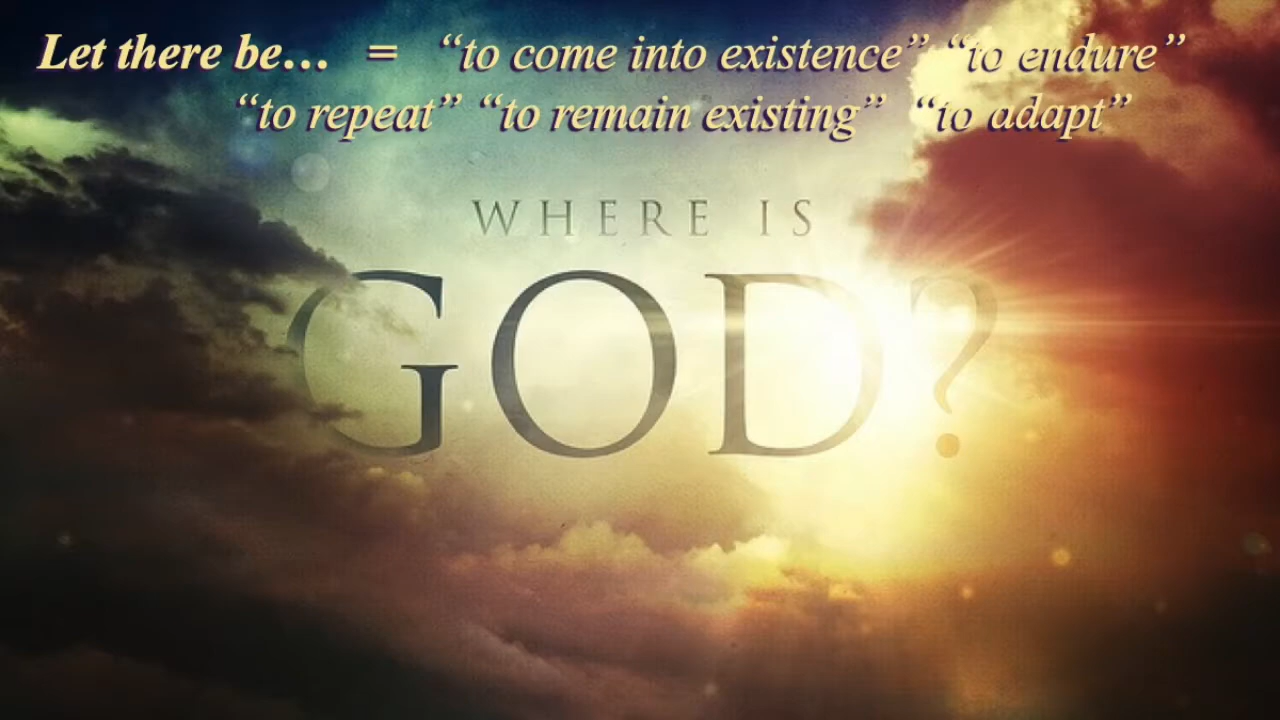 Let there be… = “to come into existence” “to endure”
“to repeat” “to remain existing” “to adapt”
WHERE IS
GOD?